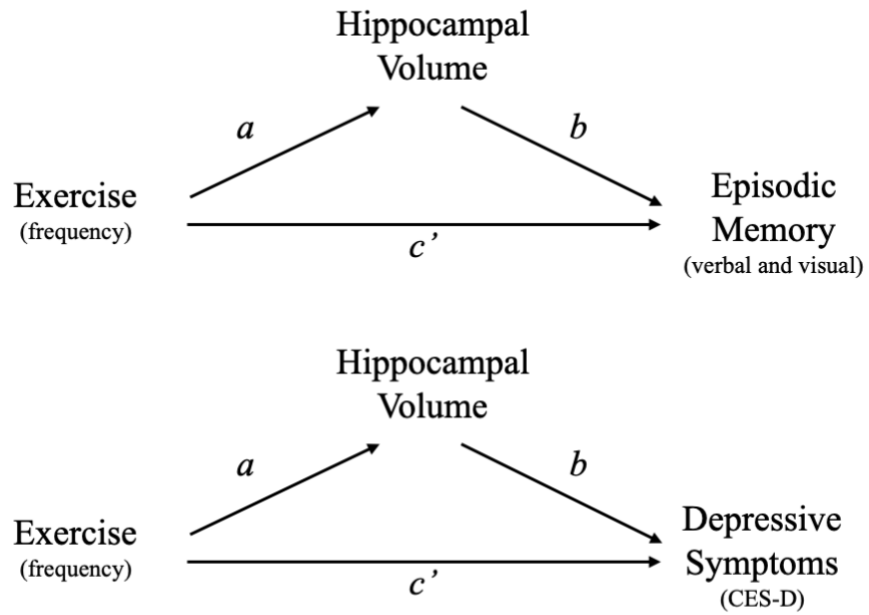 Hippocampal
Volume
a
b
Exercise
(frequency)
c’
Episodic
Memory
(verbal and visual)
Hippocampal
Volume
a
b
Exercise
(frequency)
c’
Depressive
Symptoms
(CES-D)